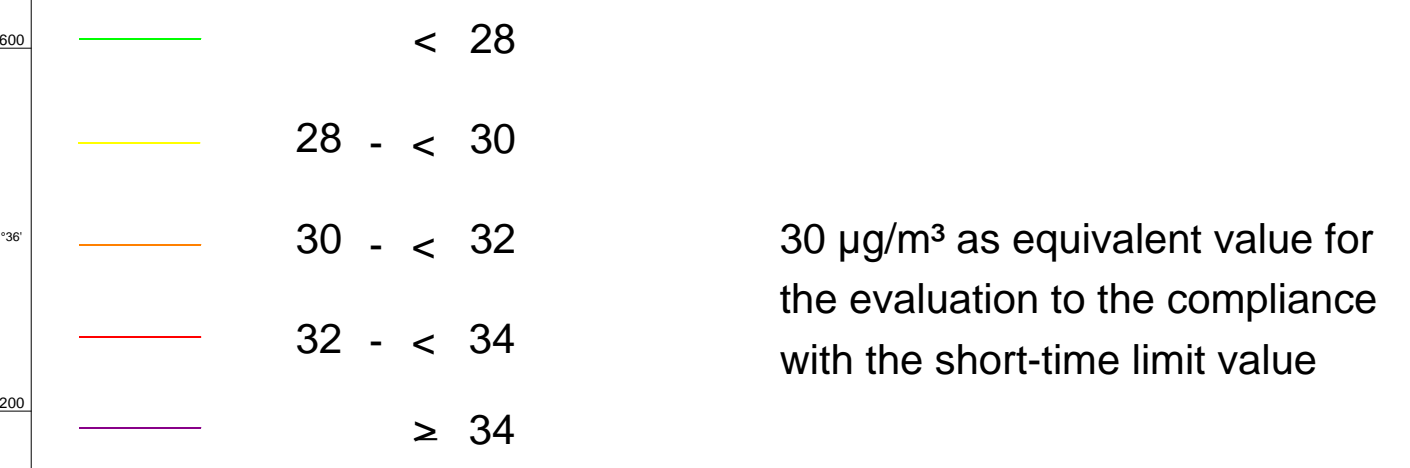 600
< 28
28 - < 30
°36'
30 - < 32
30 µg/m³ as equivalent value for
the evaluation to the compliance
with the short-time limit value
32 - < 34
200
≥ 34